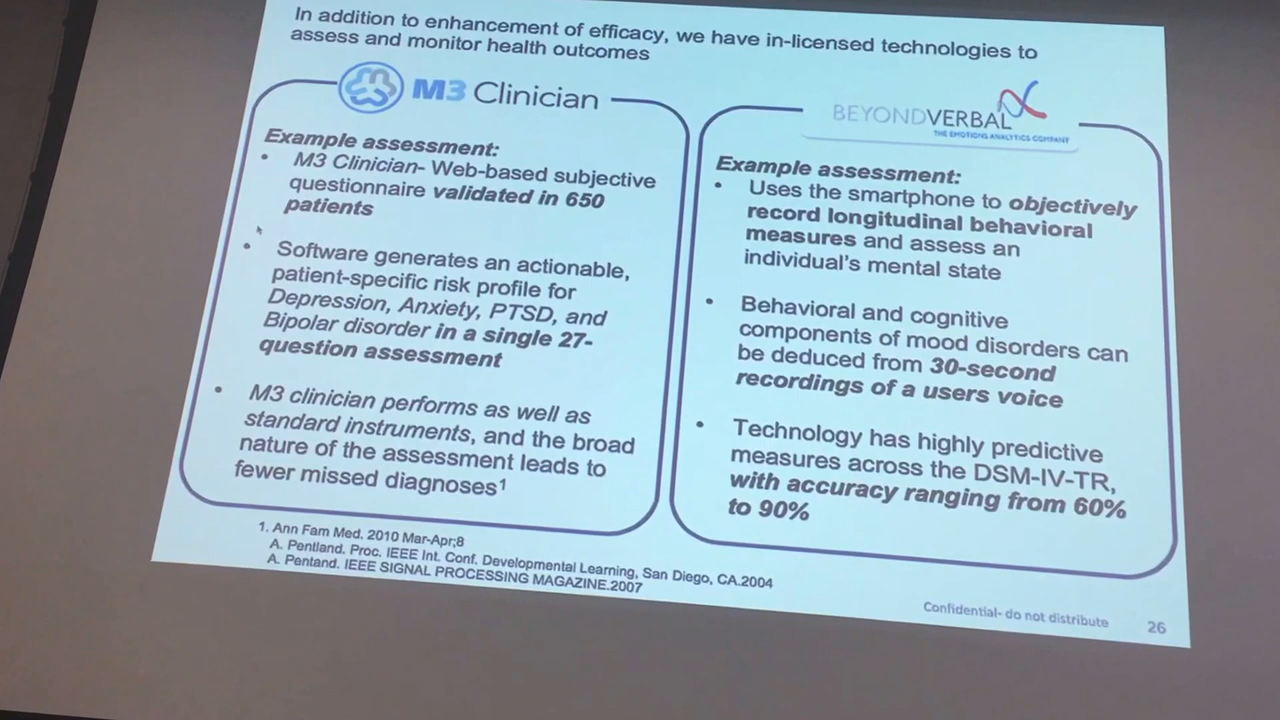 In addition to enhancement of efficacy, we have in-licensed technologies to
assess and monitor health outcomes
M3 Clinician
Example assessment:
• M3 Clinician- Web-based subjective
questionnaire validated in 650
patients
• Software generates an actionable,
patient-specific risk profile for
Depression, Anxiety, PTSD, and
Bipolar disorder in a single 27-
question assessment
• M3 clinician performs as well as
standard instruments, and the broad
nature of the assessment leads to
fewer missed diagnoses1
BEYONDVERBAL
THE EMOTIONS ANALYTICS COMPANY
Example assessment:
• Uses the smartphone to objectively
record longitudinal behavioral
measures and assess an
individual's mental state
• Behavioral and cognitive
components of mood disorders can
be deduced from 30-second
recordings of a users voice
• Technology has highly predictive
measures across the DSM-IV-TR,
with accuracy ranging from 60%
to 90%
1. Ann Fam Med. 2010 Mar-Apr;8
A. Pentland. Proc. IEEE Int. Conf. Developmental Learning, San Diego, CA.2004
A. Pentand. IEEE SIGNAL PROCESSING MAGAZINE.2007
Confidential- do not distribute
26